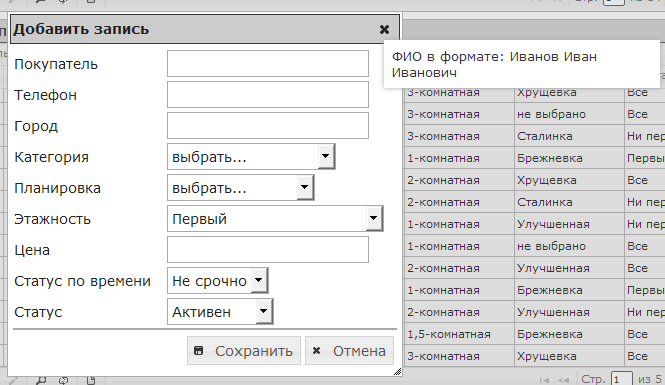 Стр.
Добавить запись
ФИО в формате: Иванов Иван
Иванович
Покупатель
Телефон
3-комнатная Хрущевка Все
Город
3-комнатная не выбрано Все
3-комнатная Сталинка Ни пер
Категория выбрать...
1-комнатная Брежневка Первы
Планировка выбрать...
2-комнатная Хрущевка Все
2-комнатная Сталинка Ни пер
Этажность Первый
1-комнатная Улучшенная Ни пер
Цена
1-комнатная не выбрано Все
2-комнатная Улучшенная Все
Статус по времени Не срочно
1-комнатная Брежневка Первы
Статус Активен
2-комнатная Улучшенная Ни пер
1,5-комнатная Брежневка Все
Сохранить Отмена
3-комнатная Хрущевка Все
Стр. 1 из 5